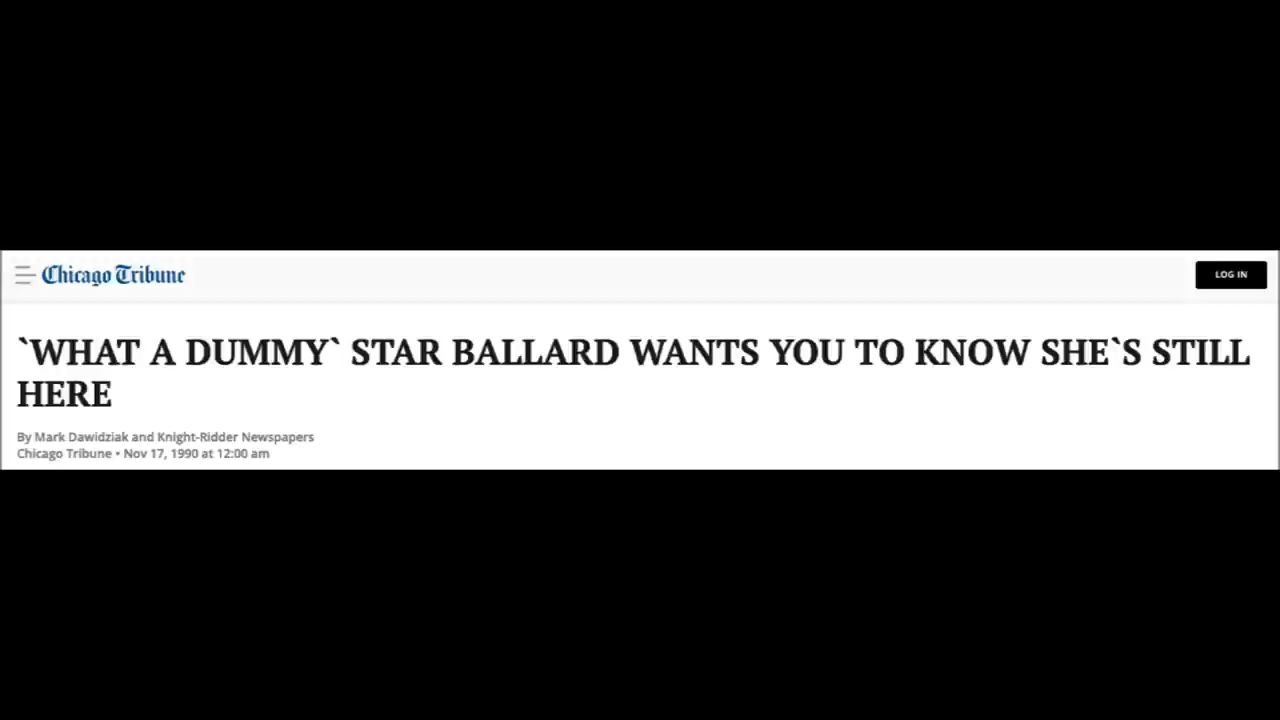 Chicago Tribune
LOG IN
`WHAT A DUMMY` STAR BALLARD WANTS YOU TO KNOW SHE`S STILL
HERE
By Mark Dawidziak and Knight-Ridder Newspapers
Chicago Tribune • Nov 17, 1990 at 12:00 am